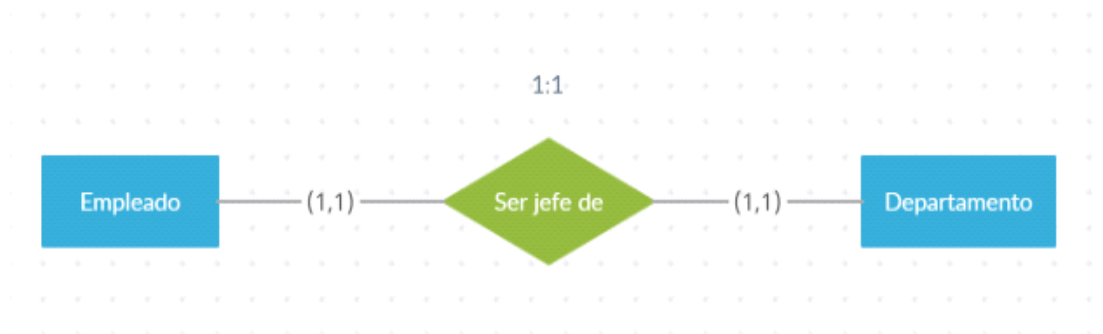 1:1
Empleado
(1,1)
Ser jefe de
(1,1)
Departamento